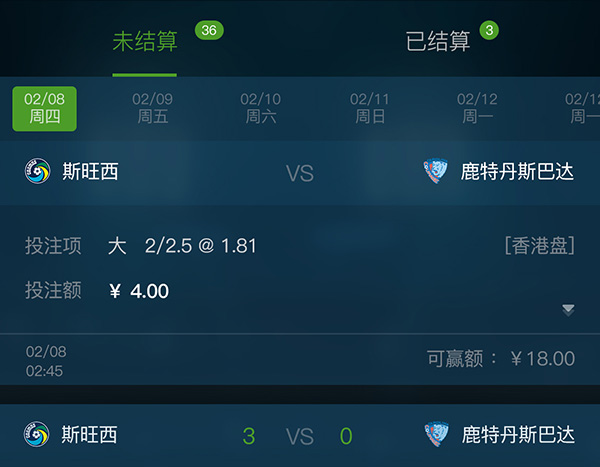 未结算 36 已结算 3
02/08 02/09 02/10 02/11 02/12 02/12
周四 周五 周六 周日 周一 周一
斯旺西 VS 鹿特丹斯巴达
投注项 大 2/2.5 @ 1.81 [香港盘]
投注额 ¥ 4.00
02/08
02:45
可赢额：¥18.00
斯旺西 3 VS 0 鹿特丹斯巴达